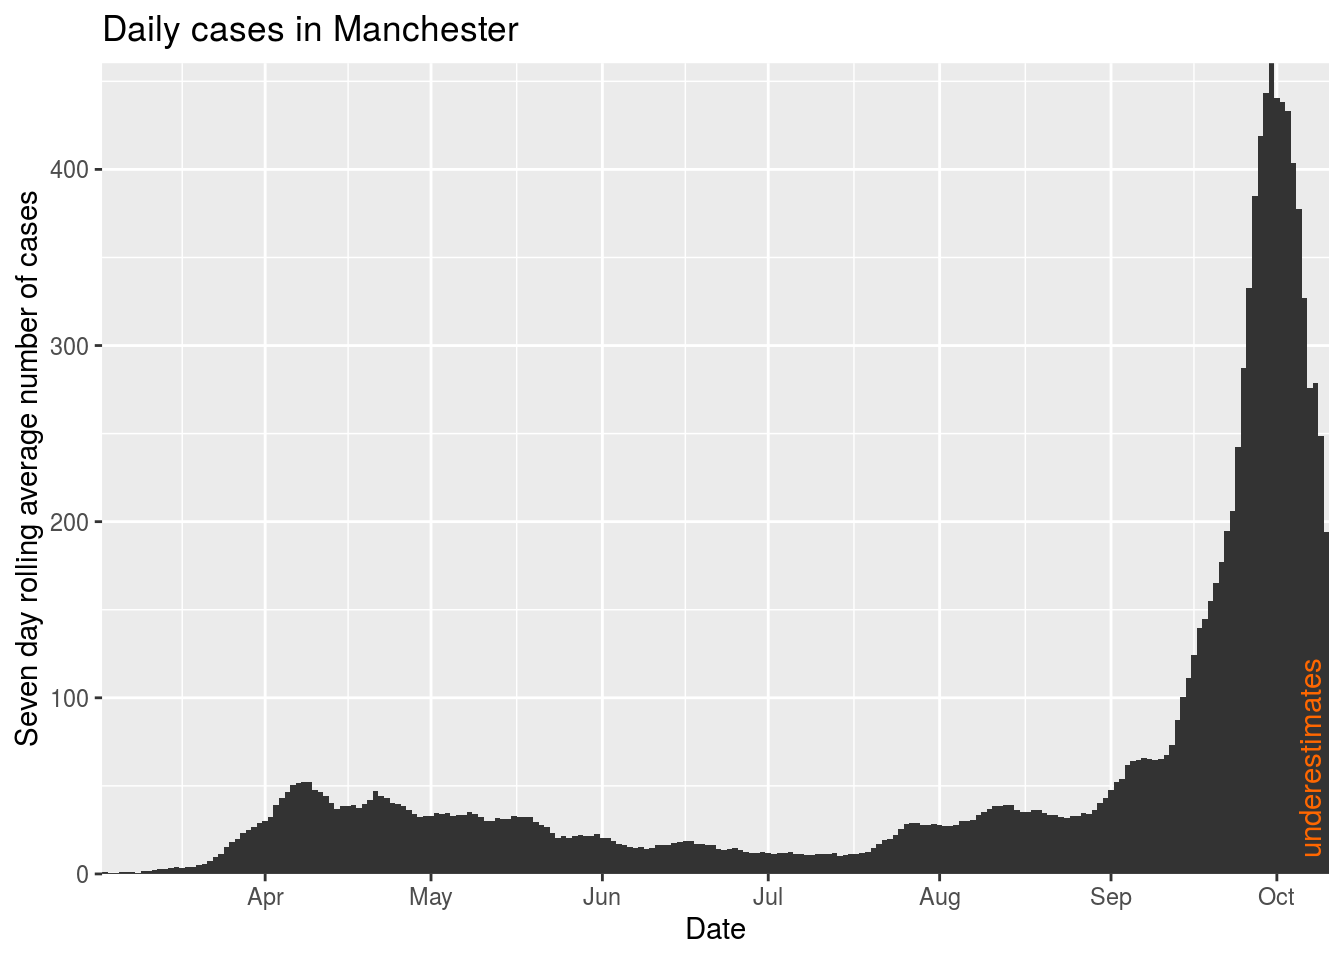 Daily cases in Manchester
Seven day rolling average number of cases
400
300
200
100
0
underestimates
Apr May Jun Jul Aug Sep Oct
Date